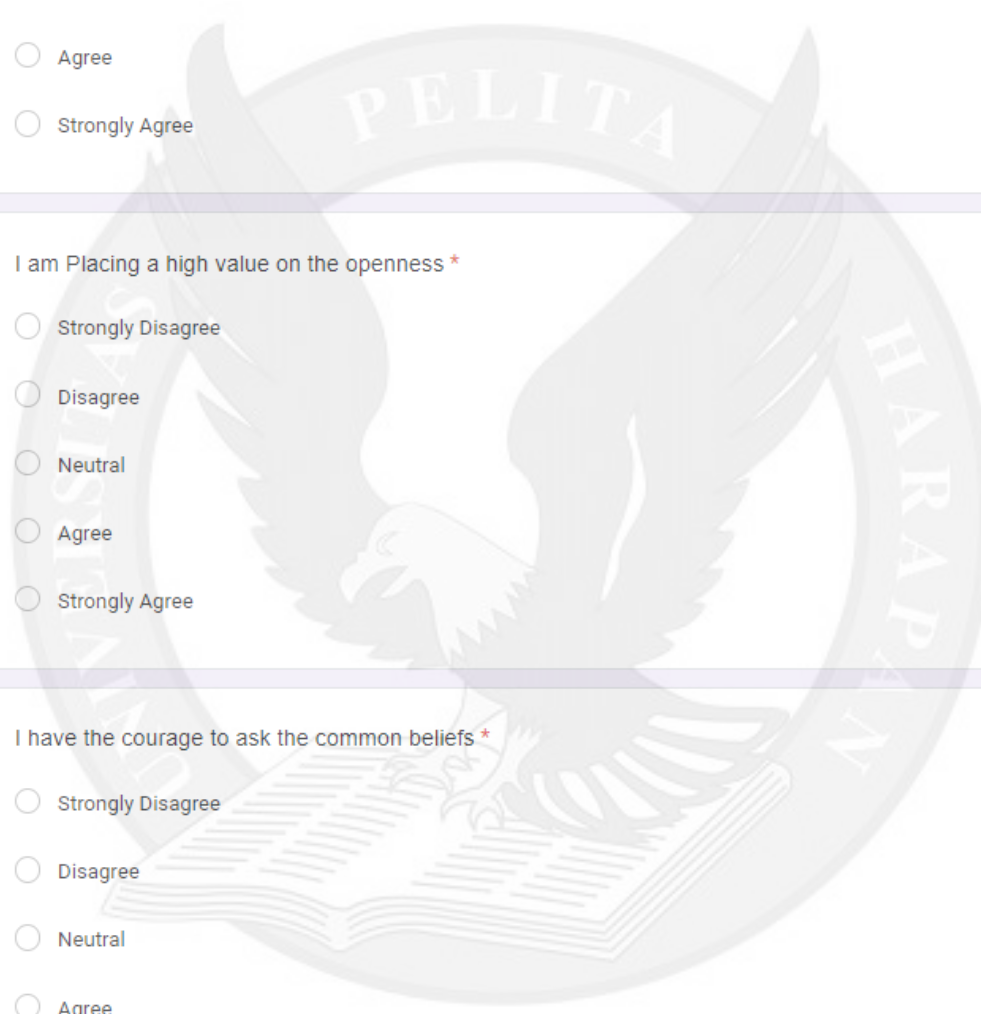 Agree
Strongly Agree
PELITA
UNIVERSITAS
HARAPAN
I am Placing a high value on the openness *
Strongly Disagree
Disagree
Neutral
Agree
Strongly Agree
I have the courage to ask the common beliefs *
Strongly Disagree
Disagree
Neutral
Agree